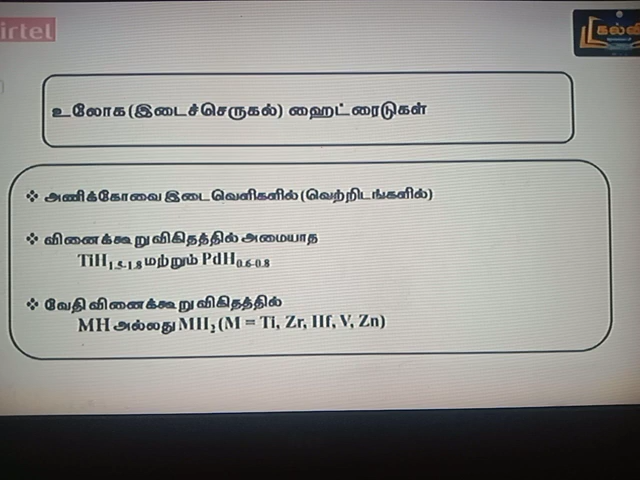 irtel
கல்வி
உலோக(இடைச்செருகல்) ஹைட்ரைடுகள்
❖ அணிக்கோவை இடைவெளிகளில்(வெற்றிடங்களில்)
❖ வினைக்கூறு விகிதத்தில் அமையாத
TiH1.5-1.8 மற்றும் PdH0.6-0.8
❖ வேதி வினைக்கூறு விகிதத்தில்
MH அல்லது MH2 (M = Ti, Zr, Hf, V, Zn)